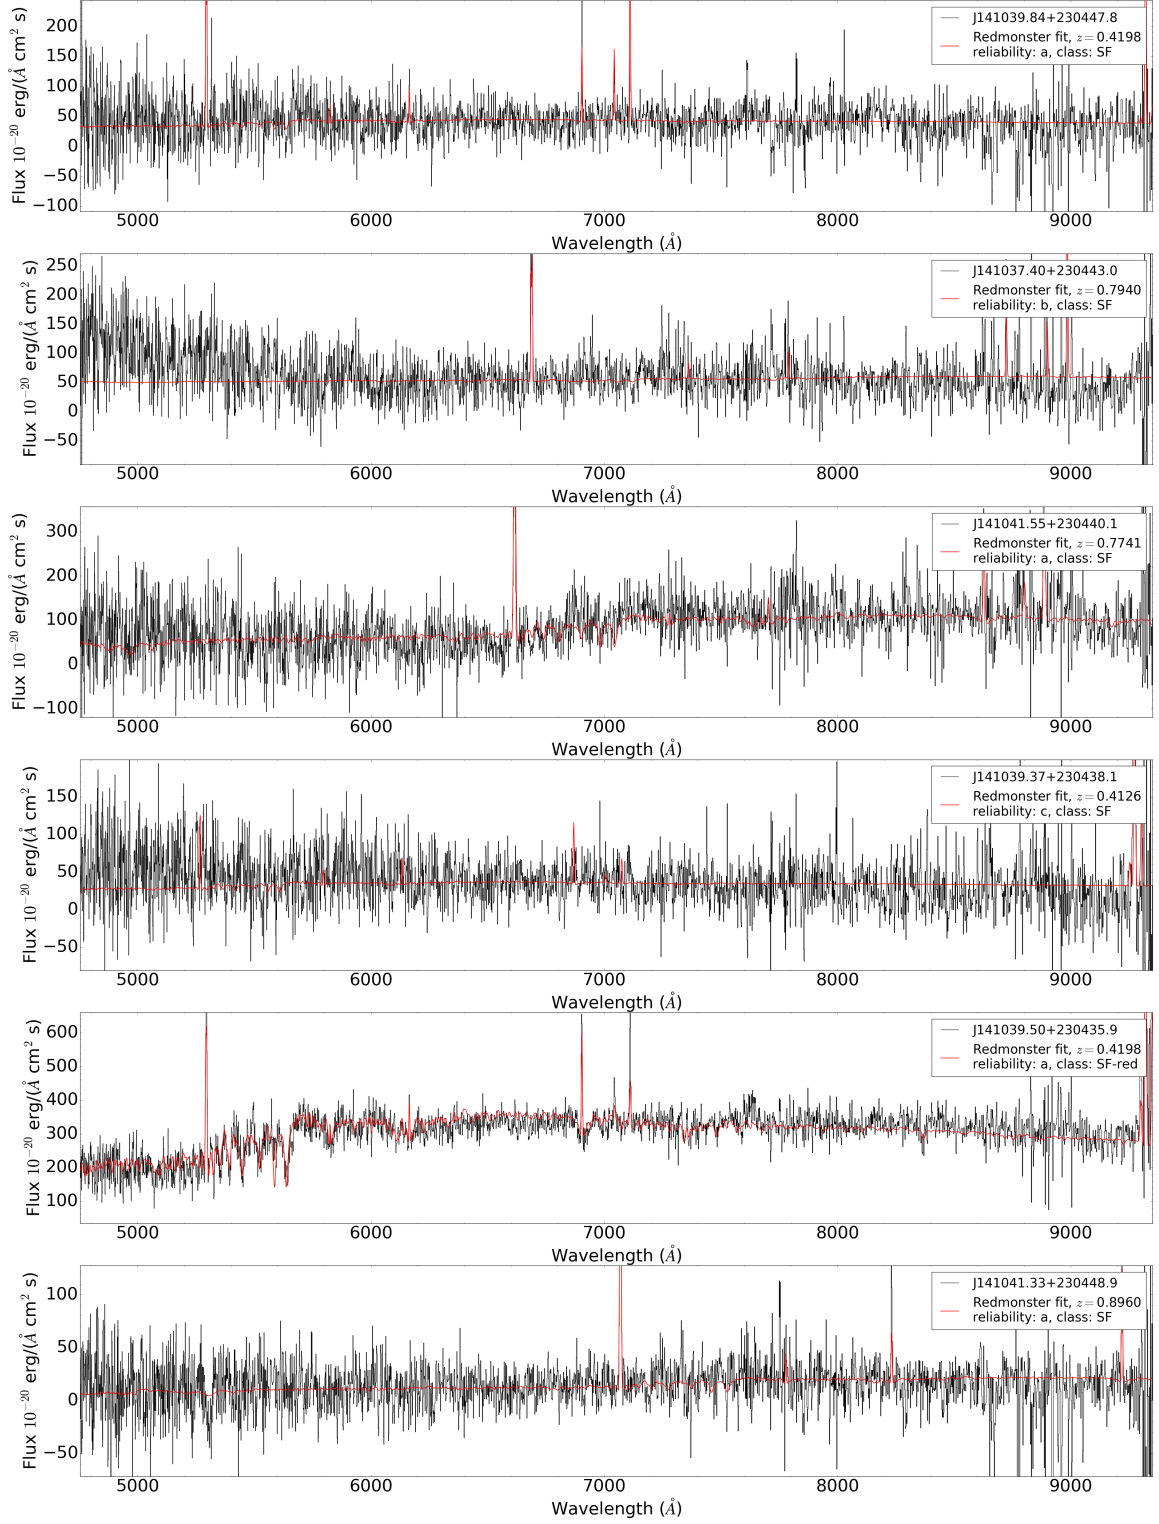 200
150
100
50
0
−50
−100
Flux 10⁻²⁰ erg/(Å cm² s)
J141039.84+230447.8
Redmonster fit, z=0.4198
reliability: a, class: SF
5000 6000 7000 8000 9000
Wavelength (Å)
250
200
150
100
50
0
−50
Flux 10⁻²⁰ erg/(Å cm² s)
J141037.40+230443.0
Redmonster fit, z=0.7940
reliability: b, class: SF
5000 6000 7000 8000 9000
Wavelength (Å)
300
200
100
0
−100
Flux 10⁻²⁰ erg/(Å cm² s)
J141041.55+230440.1
Redmonster fit, z=0.7741
reliability: a, class: SF
5000 6000 7000 8000 9000
Wavelength (Å)
150
100
50
0
−50
Flux 10⁻²⁰ erg/(Å cm² s)
J141039.37+230438.1
Redmonster fit, z=0.4126
reliability: c, class: SF
5000 6000 7000 8000 9000
Wavelength (Å)
600
500
400
300
200
100
Flux 10⁻²⁰ erg/(Å cm² s)
J141039.50+230435.9
Redmonster fit, z=0.4198
reliability: a, class: SF-red
5000 6000 7000 8000 9000
Wavelength (Å)
100
50
0
−50
Flux 10⁻²⁰ erg/(Å cm² s)
J141041.33+230448.9
Redmonster fit, z=0.8960
reliability: a, class: SF
5000 6000 7000 8000 9000
Wavelength (Å)